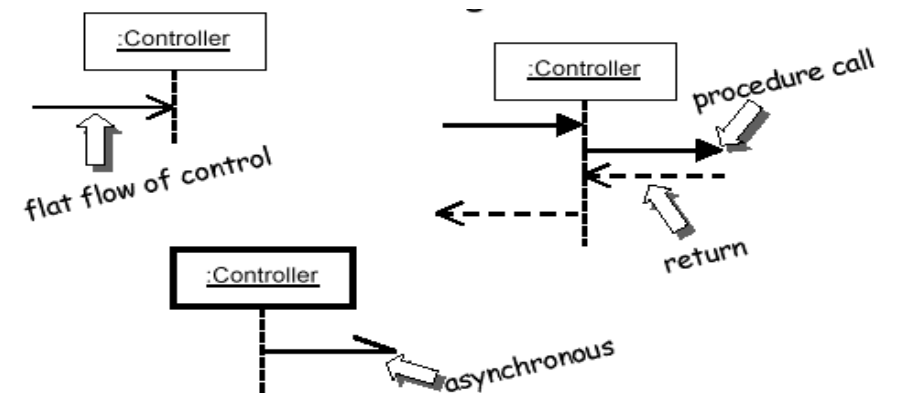 :Controller
flat flow of control
:Controller
procedure call
return
:Controller
asynchronous